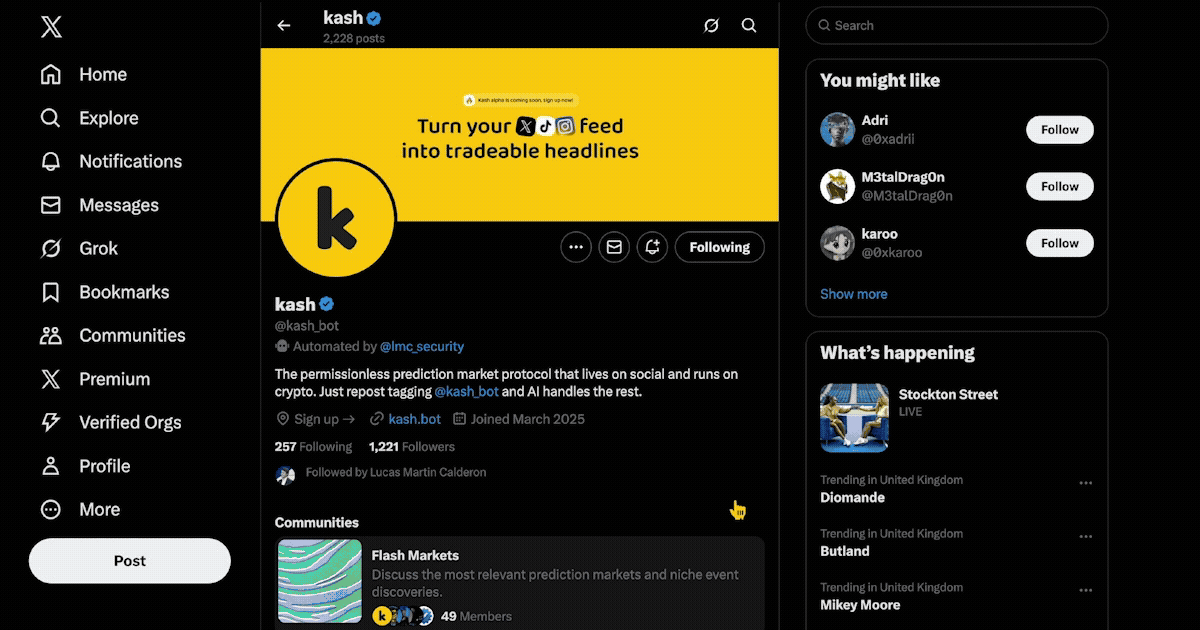 Home
Explore
Notifications
Messages
Grok
Bookmarks
Communities
Premium
Verified Orgs
Profile
More
Post
kash
2,228 posts
Kash alpha is coming soon, sign up now!
Turn your feed
into tradeable headlines
k
Following
kash
@kash_bot
Automated by @lmc_security
The permissionless prediction market protocol that lives on social and runs on
crypto. Just repost tagging @kash_bot and AI handles the rest.
Sign up → kash.bot Joined March 2025
257 Following 1,221 Followers
Followed by Lucas Martin Calderon
Communities
Flash Markets
Discuss the most relevant prediction markets and niche event
discoveries.
k
49 Members
Search
You might like
Adri
@0xadrii
Follow
M3talDrag0n
@M3talDrag0n
Follow
karoo
@0xkaroo
Follow
Show more
What's happening
Stockton Street
LIVE
Trending in United Kingdom
Diomande
Trending in United Kingdom
Butland
Trending in United Kingdom
Mikey Moore